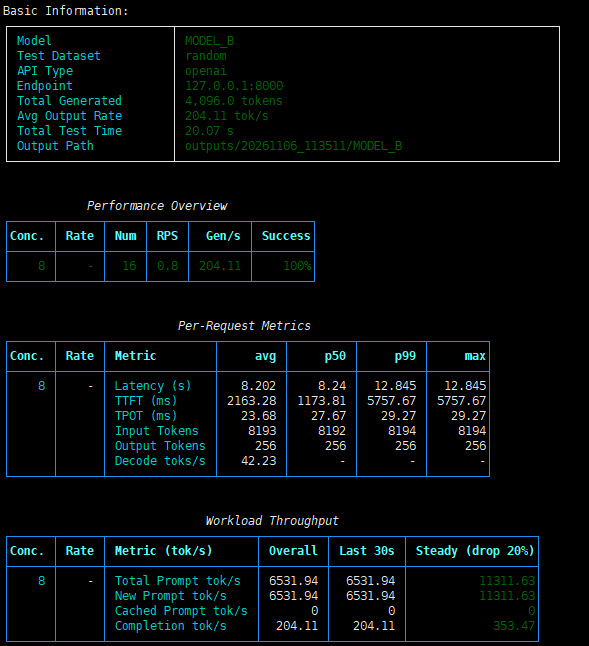 Basic Information:
Model MODEL_B
Test Dataset random
API Type openai
Endpoint 127.0.0.1:8000
Total Generated 4,096.0 tokens
Avg Output Rate 204.11 tok/s
Total Test Time 20.07 s
Output Path outputs/20261106_113511/MODEL_B
Performance Overview
Conc. Rate Num RPS Gen/s Success
8 - 16 0.8 204.11 100%
Per-Request Metrics
Conc. Rate Metric avg p50 p99 max
8 - Latency (s) 8.202 8.24 12.845 12.845
TTFT (ms) 2163.28 1173.81 5757.67 5757.67
TPOT (ms) 23.68 27.67 29.27 29.27
Input Tokens 8193 8192 8194 8194
Output Tokens 256 256 256 256
Decode toks/s 42.23 - - -
Workload Throughput
Conc. Rate Metric (tok/s) Overall Last 30s Steady (drop 20%)
8 - Total Prompt tok/s 6531.94 6531.94 11311.63
New Prompt tok/s 6531.94 6531.94 11311.63
Cached Prompt tok/s 0 0 0
Completion tok/s 204.11 204.11 353.47